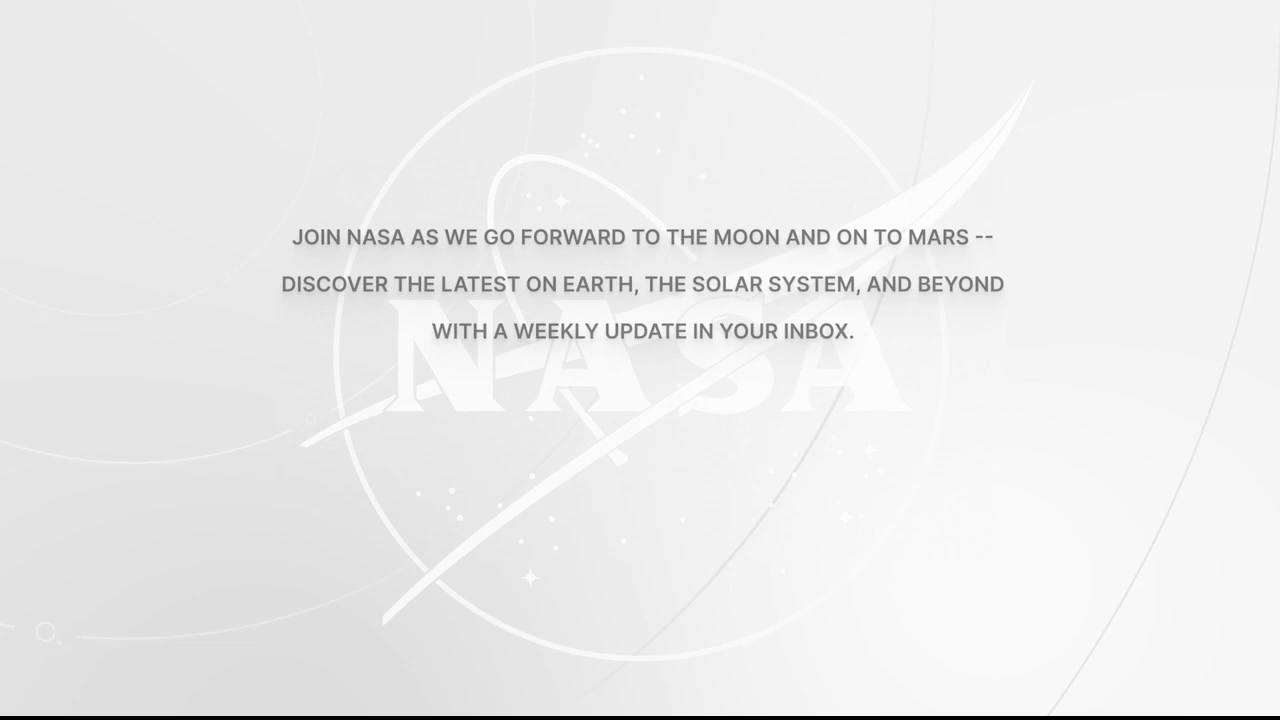 JOIN NASA AS WE GO FORWARD TO THE MOON AND ON TO MARS --
DISCOVER THE LATEST ON EARTH, THE SOLAR SYSTEM, AND BEYOND
WITH A WEEKLY UPDATE IN YOUR INBOX.
NASA